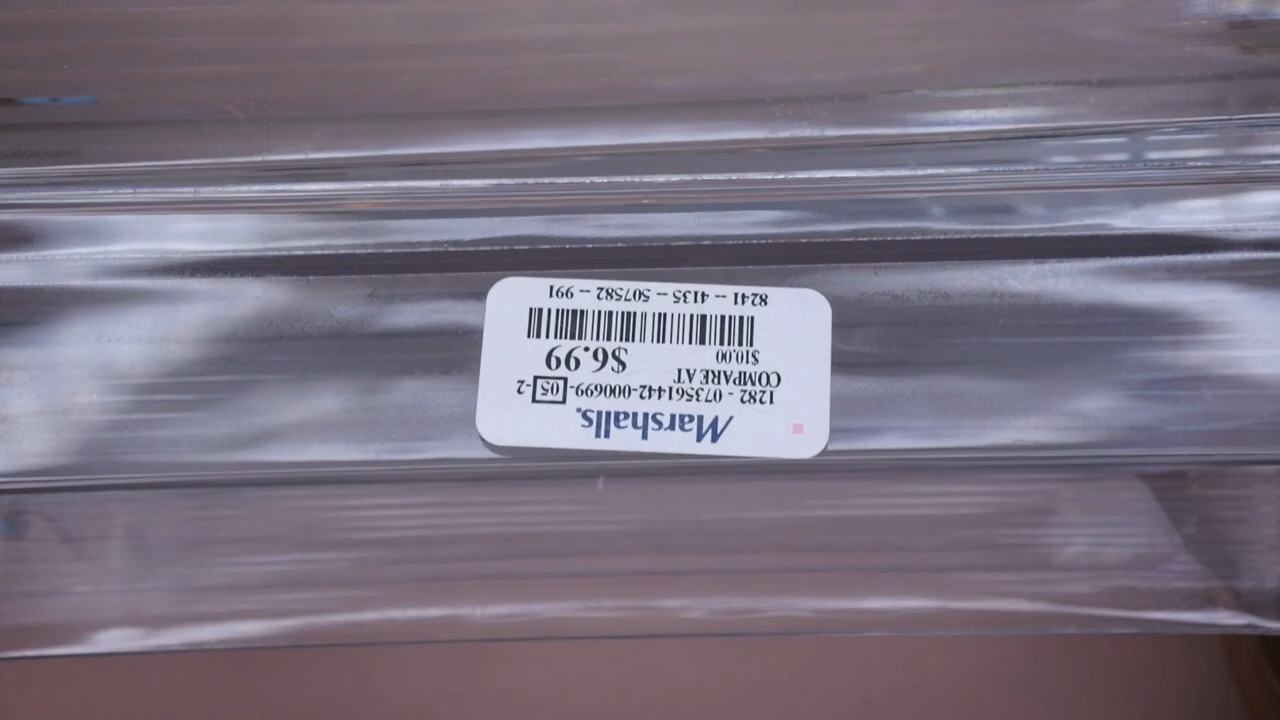 Marshalls.
1282 - 073561442-000699- 05 -2
COMPARE AT
$10.00 $6.99
8241 -- 4135 -- 507582 -- 991